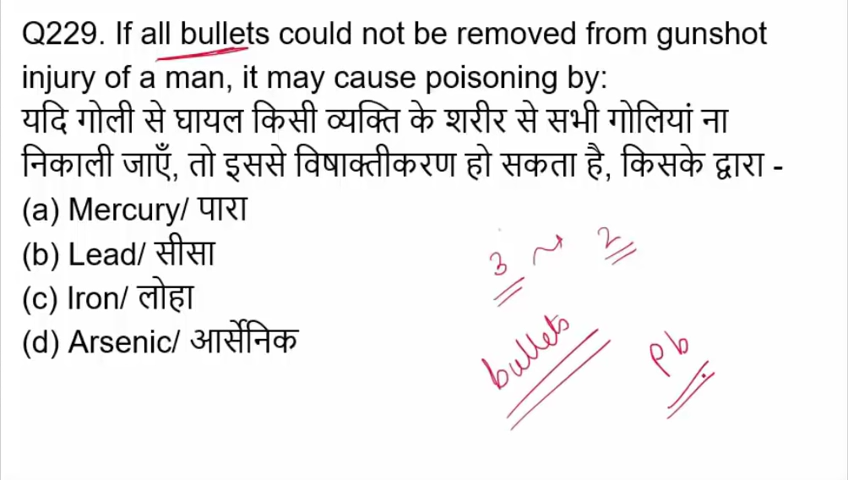 Q229. If all bullets could not be removed from gunshot
injury of a man, it may cause poisoning by:
यदि गोली से घायल किसी व्यक्ति के शरीर से सभी गोलियां ना
निकाली जाएँ, तो इससे विषाक्तीकरण हो सकता है, किसके द्वारा -
(a) Mercury/ पारा
(b) Lead/ सीसा
(c) Iron/ लोहा
(d) Arsenic/ आर्सेनिक
3 ~ 2
bullets
Pb